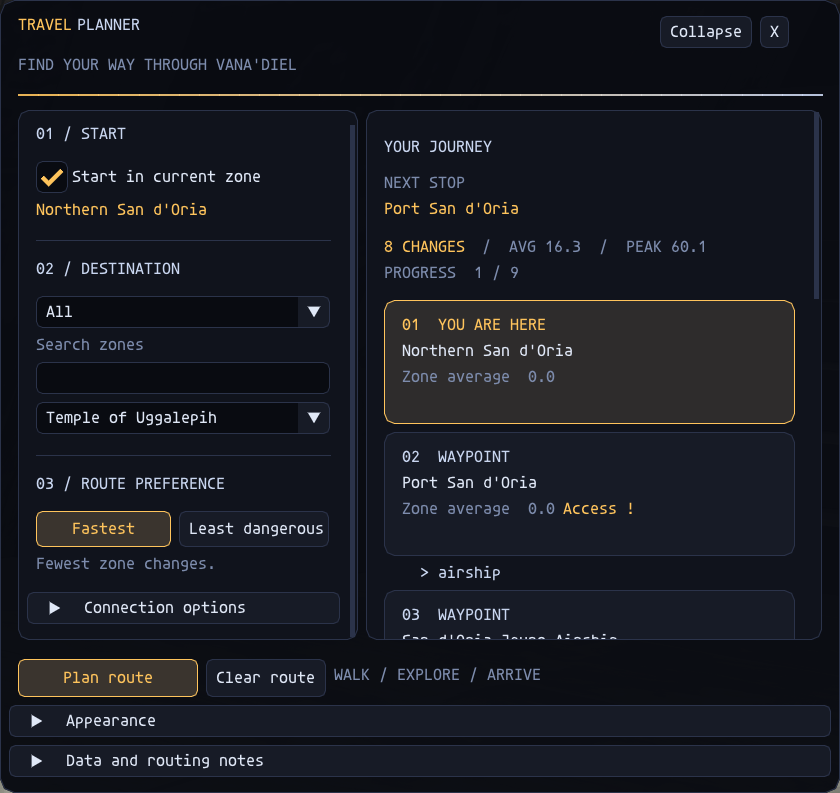 TRAVEL PLANNER
Collapse
X
FIND YOUR WAY THROUGH VANA'DIEL
01 / START
Start in current zone
Northern San d'Oria
02 / DESTINATION
All
Search zones
Temple of Uggalepih
03 / ROUTE PREFERENCE
Fastest
Least dangerous
Fewest zone changes.
Connection options
YOUR JOURNEY
NEXT STOP
Port San d'Oria
8 CHANGES / AVG 16.3 / PEAK 60.1
PROGRESS 1 / 9
01 YOU ARE HERE
Northern San d'Oria
Zone average 0.0
02 WAYPOINT
Port San d'Oria
Zone average 0.0 Access !
> airship
03 WAYPOINT
San d'Oria-Jeuno Airship
Plan route
Clear route
WALK / EXPLORE / ARRIVE
Appearance
Data and routing notes